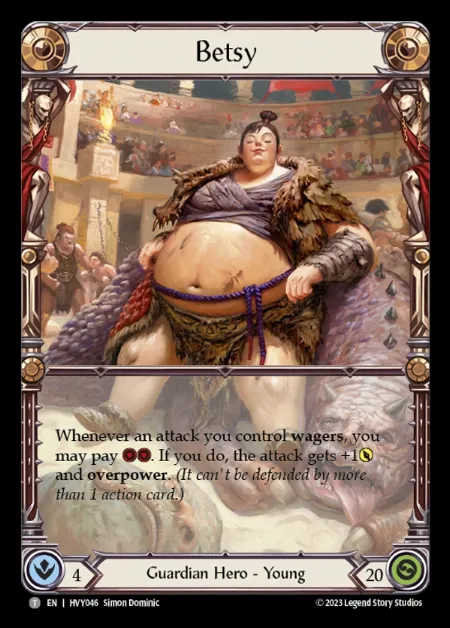 Betsy
Whenever an attack you control wagers, you
may pay . If you do, the attack gets +1
and overpower. (It can't be defended by more
than 1 action card.)
4
Guardian Hero - Young
20
T EN | HVY046 Simon Dominic
© 2023 Legend Story Studios